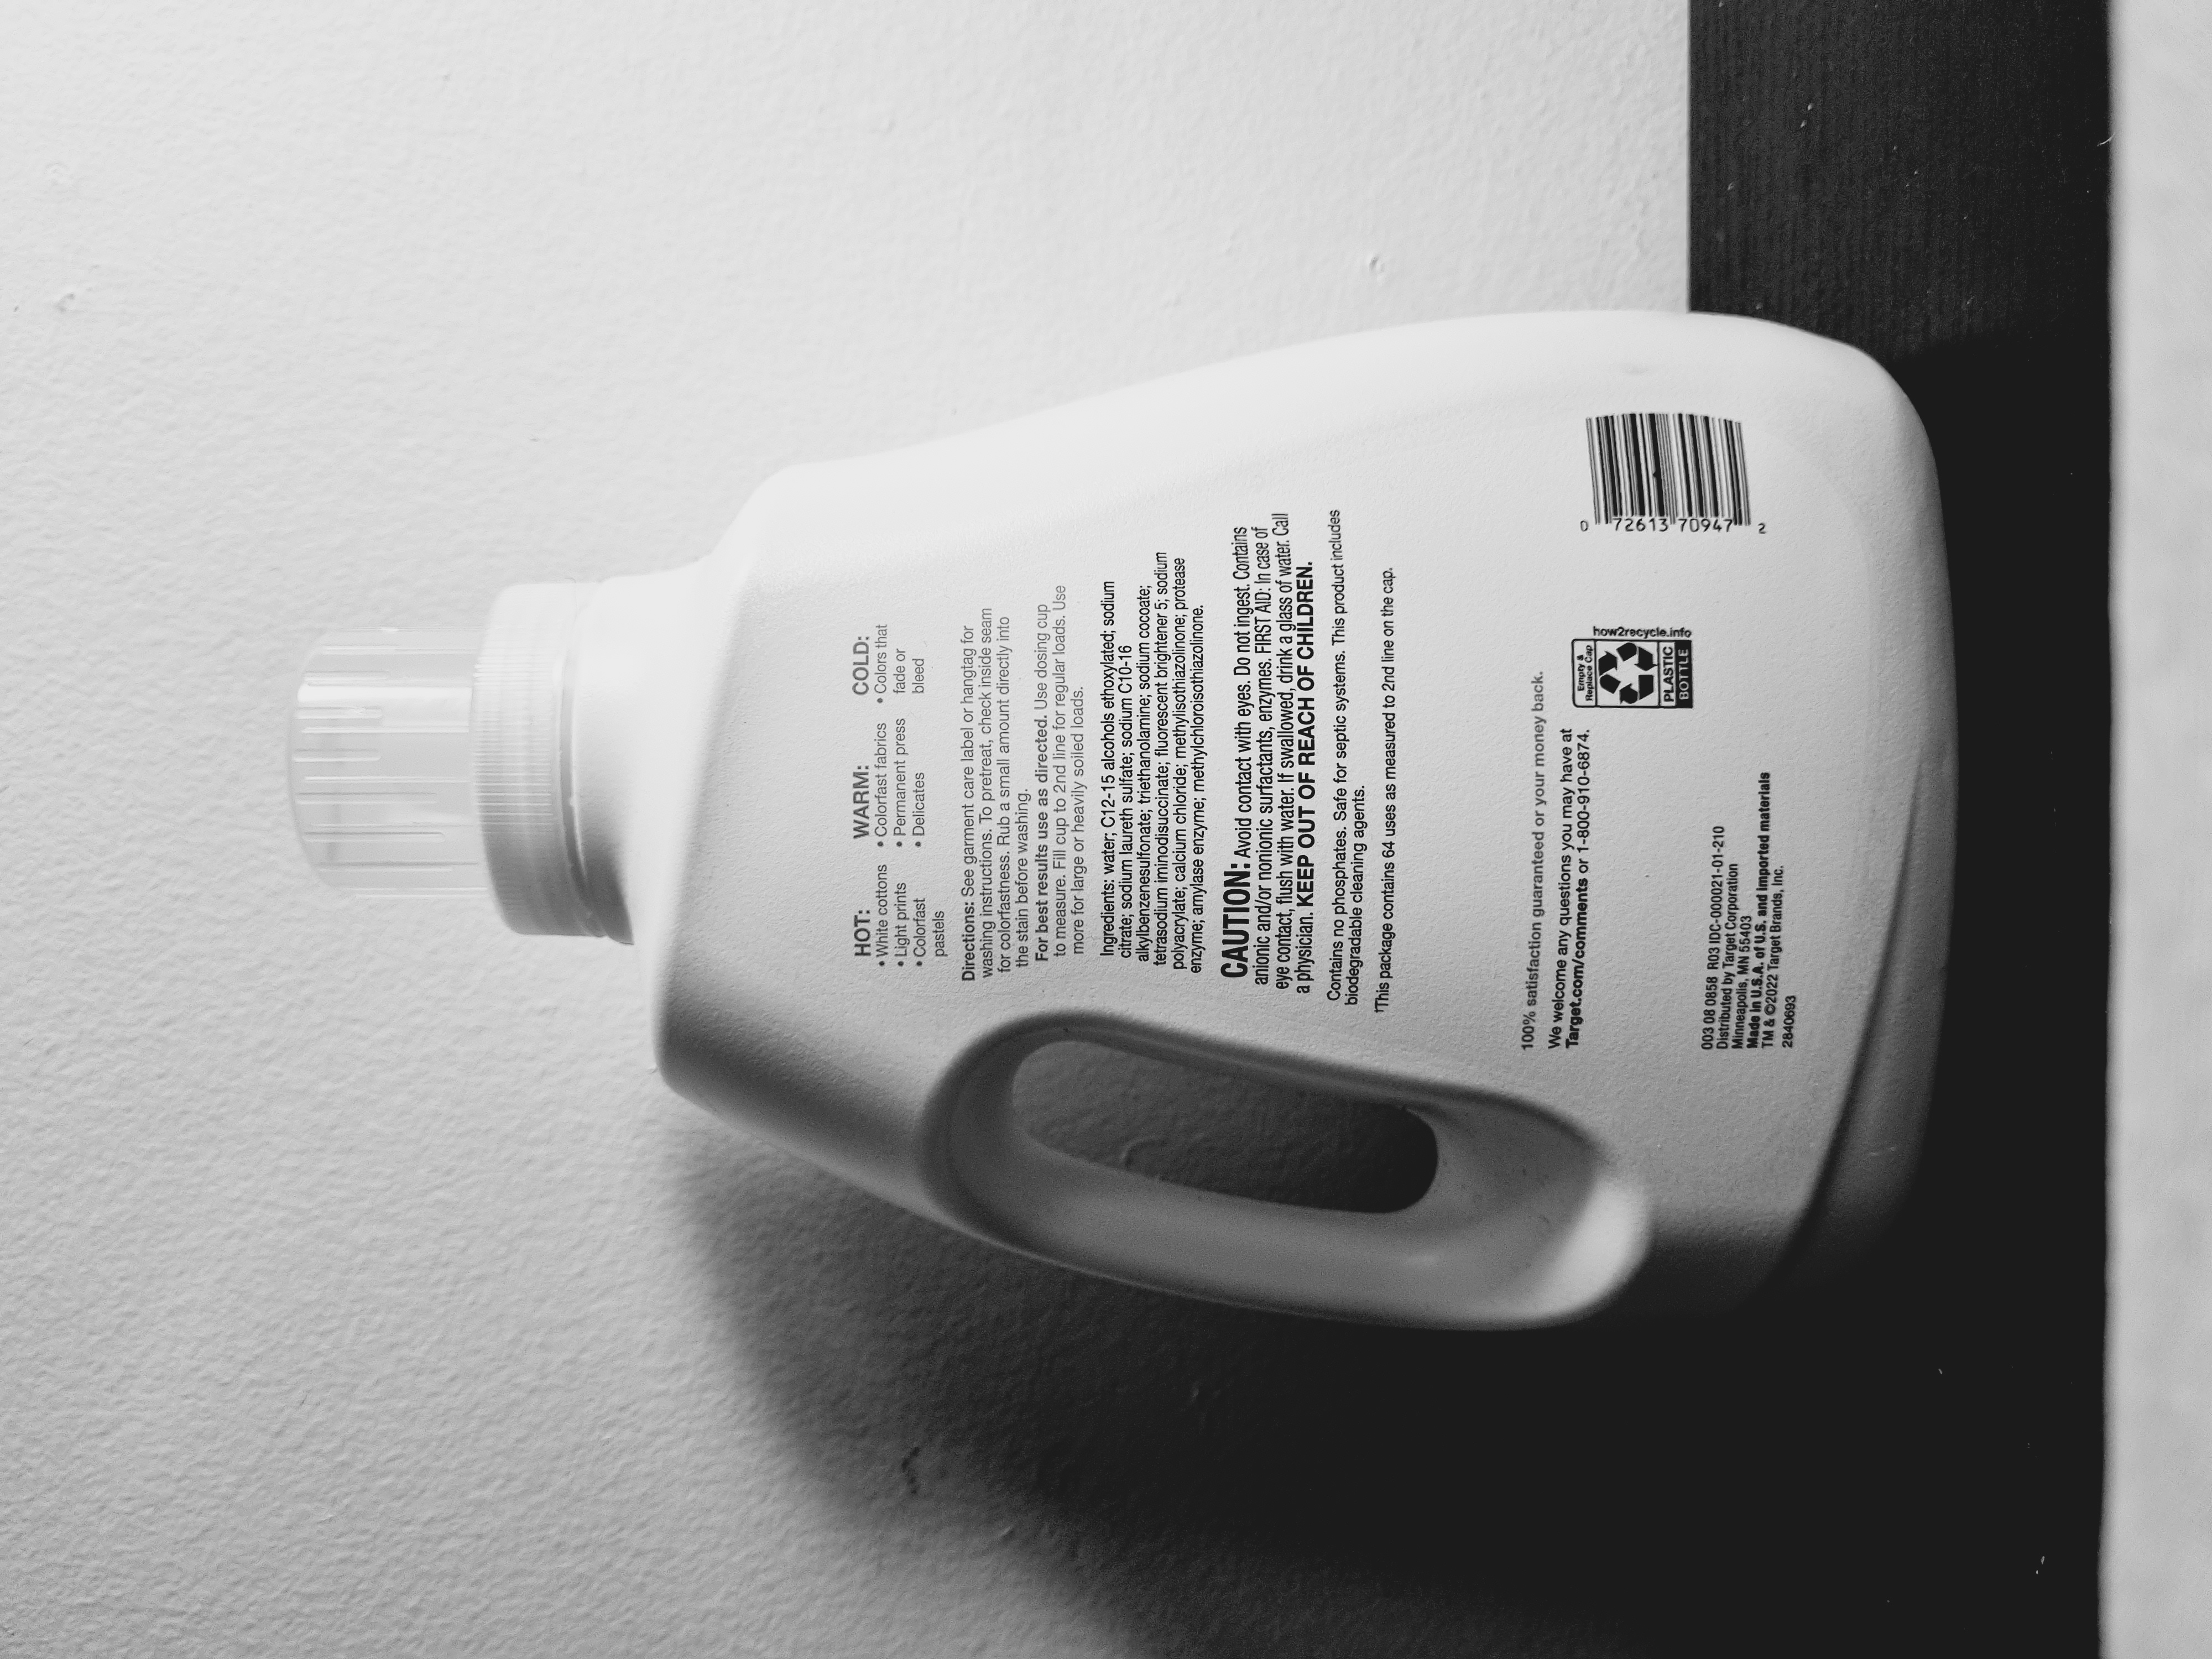 HOT:
• White cottons
• Light prints
• Colorfast
pastels
WARM:
• Colorfast fabrics
• Permanent press
• Delicates
COLD:
• Colors that
fade or
bleed
Directions: See garment care label or hangtag for
washing instructions. To pretreat, check inside seam
for colorfastness. Rub a small amount directly into
the stain before washing.
For best results use as directed. Use dosing cup
to measure. Fill cup to 2nd line for regular loads. Use
more for large or heavily soiled loads.
Ingredients: water; C12-15 alcohols ethoxylated; sodium
citrate; sodium laureth sulfate; sodium C10-16
alkylbenzenesulfonate; triethanolamine; sodium cocoate;
tetrasodium iminodisuccinate; fluorescent brightener 5; sodium
polyacrylate; calcium chloride; methylisothiazolinone; protease
enzyme; amylase enzyme; methylchloroisothiazolinone.
CAUTION: Avoid contact with eyes. Do not ingest. Contains
anionic and/or nonionic surfactants, enzymes. FIRST AID: In case of
eye contact, flush with water. If swallowed, drink a glass of water. Call
a physician. KEEP OUT OF REACH OF CHILDREN.
Contains no phosphates. Safe for septic systems. This product includes
biodegradable cleaning agents.
†This package contains 64 uses as measured to 2nd line on the cap.
100% satisfaction guaranteed or your money back.
We welcome any questions you may have at
Target.com/comments or 1-800-910-6874.
Empty &
Replace Cap
PLASTIC
BOTTLE
how2recycle.info
0 72613 70947 2
003 08 0858 R03 IDC-000021-01-210
Distributed by Target Corporation
Minneapolis, MN 55403
Made in U.S.A. of U.S. and imported materials
TM & ©2022 Target Brands, Inc.
2840693